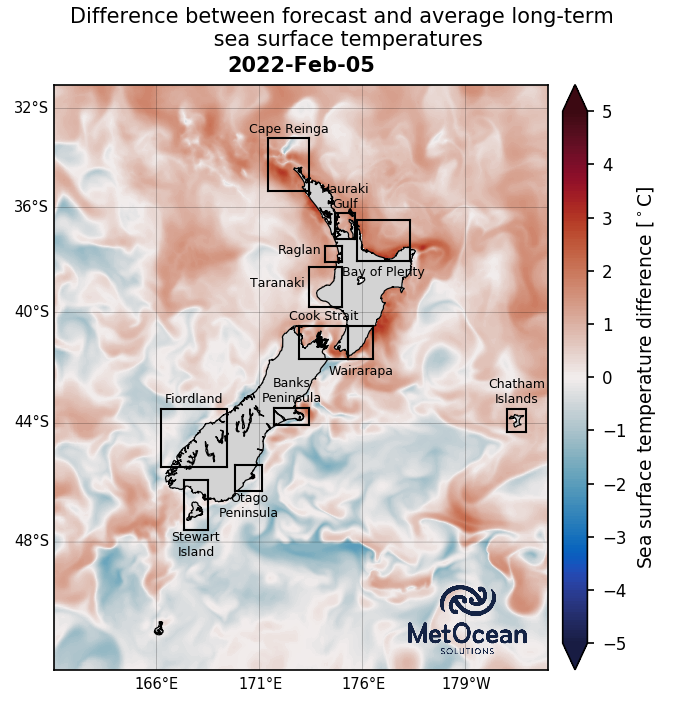 Difference between forecast and average long-term
sea surface temperatures
2022-Feb-05
32°S
36°S
40°S
44°S
48°S
Cape Reinga
Hauraki
Gulf
Raglan
Bay of Plenty
Taranaki
Cook Strait
Wairarapa
Banks
Peninsula
Fiordland
Chatham
Islands
Otago
Peninsula
Stewart
Island
MetOcean
SOLUTIONS
166°E
171°E
176°E
179°W
5
4
3
2
1
0
−1
−2
−3
−4
−5
Sea surface temperature difference [°C]